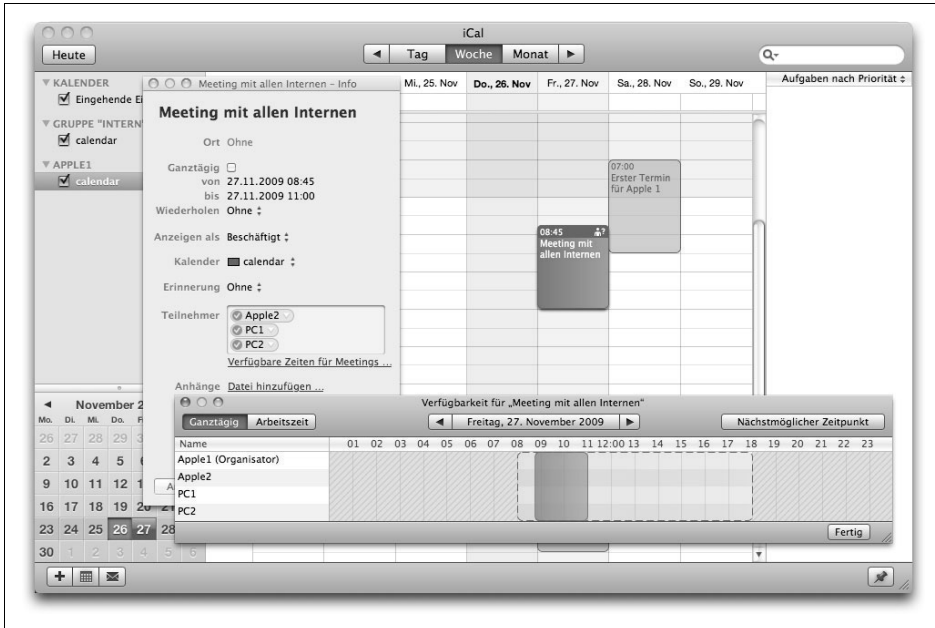 iCal
Heute
Tag Woche Monat
KALENDER
Eingehende Ei
GRUPPE "INTERN"
calendar
APPLE1
calendar
Meeting mit allen Internen – Info
Meeting mit allen Internen
Ort Ohne
Ganztägig
von 27.11.2009 08:45
bis 27.11.2009 11:00
Wiederholen Ohne
Anzeigen als Beschäftigt
Kalender calendar
Erinnerung Ohne
Teilnehmer Apple2
PC1
PC2
Verfügbare Zeiten für Meetings ...
Anhänge Datei hinzufügen ...
Mi., 25. Nov Do., 26. Nov Fr., 27. Nov Sa., 28. Nov So., 29. Nov
Aufgaben nach Priorität
07:00
Erster Termin
für Apple 1
08:45
Meeting mit
allen Internen
November 2
Mo. Di. Mi. Do. F
26 27 28 29 3
2 3 4 5
9 10 11 12 1
16 17 18 19 20 21
23 24 25 26 27 28
30 1 2 3 4 5 6
Verfügbarkeit für „Meeting mit allen Internen“
Ganztägig Arbeitszeit
Freitag, 27. November 2009
Nächstmöglicher Zeitpunkt
Name 01 02 03 04 05 06 07 08 09 10 11 12:00 13 14 15 16 17 18 19 20 21 22 23
Apple1 (Organisator)
Apple2
PC1
PC2
Fertig